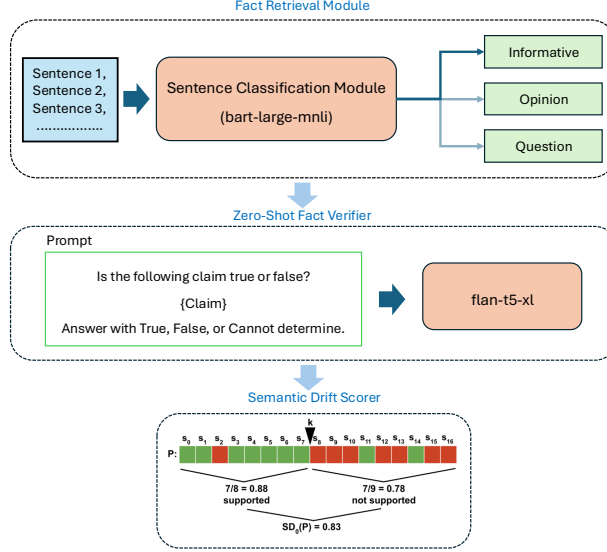 Fact Retrieval Module
Sentence 1,
Sentence 2,
Sentence 3,
..................
Sentence Classification Module
(bart-large-mnli)
Informative
Opinion
Question
Zero-Shot Fact Verifier
Prompt
Is the following claim true or false?
{Claim}
Answer with True, False, or Cannot determine.
flan-t5-xl
Semantic Drift Scorer
k
s0 s1 s2 s3 s4 s5 s6 s7 s8 s9 s10 s11 s12 s13 s14 s15 s16
P:
7/8 = 0.88
supported
7/9 = 0.78
not supported
SD0(P) = 0.83